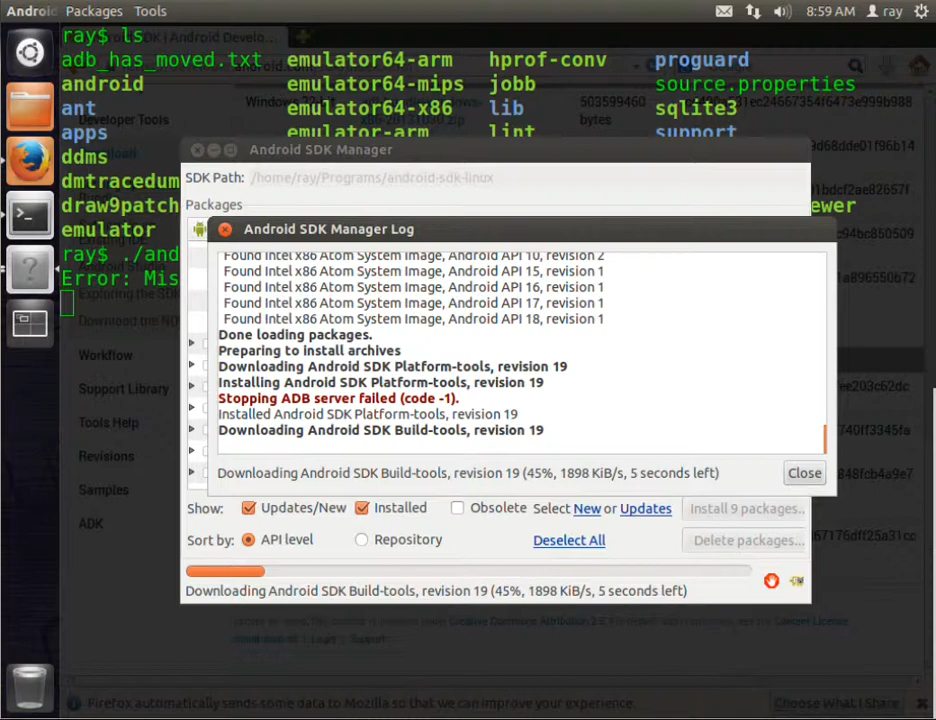 Androi Packages Tools 8:59 AM ray
ray$ ls
adb_has_moved.txt emulator64-arm hprof-conv proguard
android emulator64-mips jobb source.properties
ant emulator64-x86 lib sqlite3
apps emulator-arm lint support
ddms
dmtracedum
draw9patch ewer
emulator
ray$ ./and
Error: Mis
Developer Tools
Workflow
Support Library
Tools Help
Revisions
Samples
ADK
503599460
bytes
Android SDK Manager
SDK Path: /home/ray/Programs/android-sdk-linux
Packages
Android SDK Manager Log
Found Intel x86 Atom System Image, Android API 10, revision 2
Found Intel x86 Atom System Image, Android API 15, revision 1
Found Intel x86 Atom System Image, Android API 16, revision 1
Found Intel x86 Atom System Image, Android API 17, revision 1
Found Intel x86 Atom System Image, Android API 18, revision 1
Done loading packages.
Preparing to install archives
Downloading Android SDK Platform-tools, revision 19
Installing Android SDK Platform-tools, revision 19
Stopping ADB server failed (code -1).
Installed Android SDK Platform-tools, revision 19
Downloading Android SDK Build-tools, revision 19
Downloading Android SDK Build-tools, revision 19 (45%, 1898 KiB/s, 5 seconds left) Close
Show: Updates/New Installed Obsolete Select New or Updates Install 9 packages..
Sort by: API level Repository Deselect All Delete packages...
Downloading Android SDK Build-tools, revision 19 (45%, 1898 KiB/s, 5 seconds left)
Firefox automatically sends some data to Mozilla so that we can improve your experience. Choose What I Share